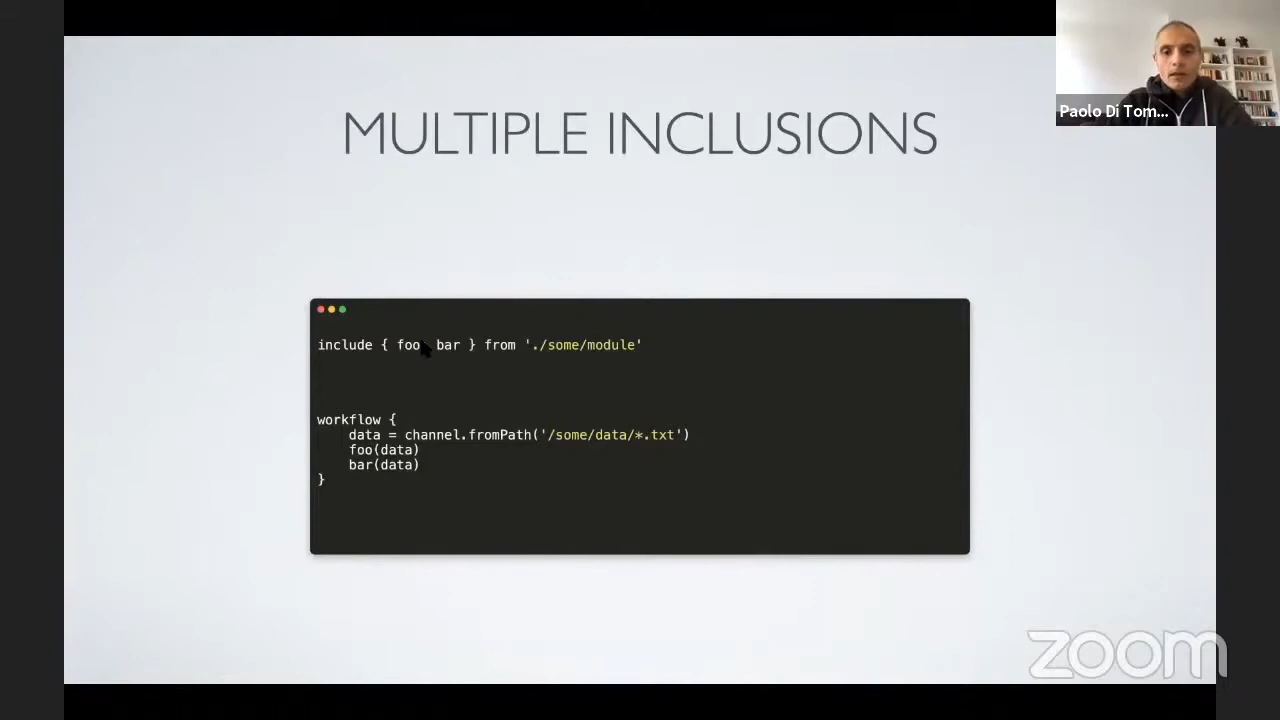 MULTIPLE INCLUSIONS
Paolo Di Tom...
include { foo bar } from './some/module'
workflow {
data = channel.fromPath('/some/data/*.txt')
foo(data)
bar(data)
}
zoom